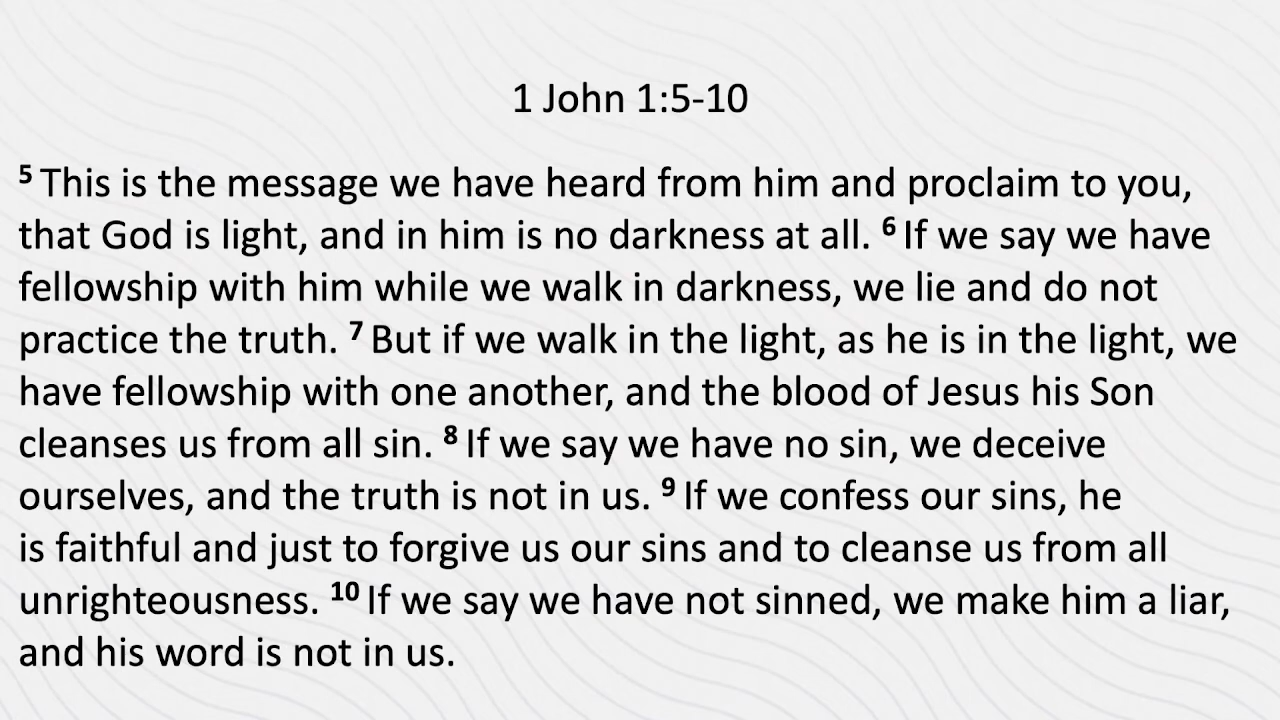 1 John 1:5-10
5 This is the message we have heard from him and proclaim to you,
that God is light, and in him is no darkness at all. 6 If we say we have
fellowship with him while we walk in darkness, we lie and do not
practice the truth. 7 But if we walk in the light, as he is in the light, we
have fellowship with one another, and the blood of Jesus his Son
cleanses us from all sin. 8 If we say we have no sin, we deceive
ourselves, and the truth is not in us. 9 If we confess our sins, he
is faithful and just to forgive us our sins and to cleanse us from all
unrighteousness. 10 If we say we have not sinned, we make him a liar,
and his word is not in us.